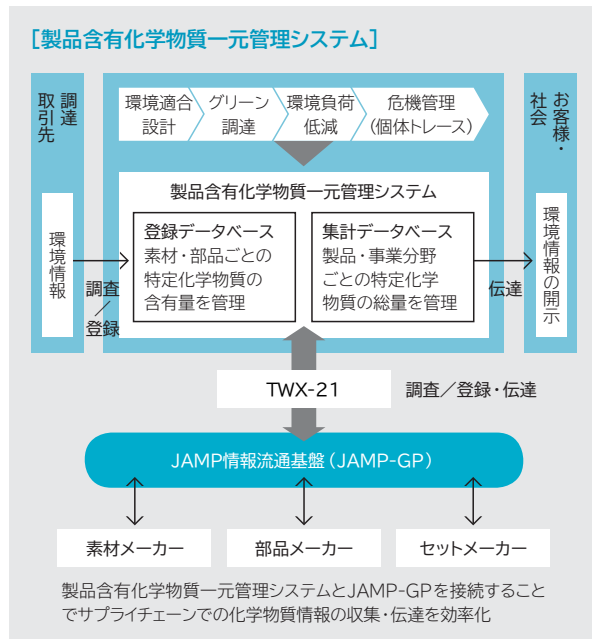 [製品含有化学物質一元管理システム]
調達
取引先
環境情報
調査
／
登録
環境適合
設計
グリーン
調達
環境負荷
低減
危機管理
(個体トレース)
製品含有化学物質一元管理システム
登録データベース
素材・部品ごとの
特定化学物質の
含有量を管理
集計データベース
製品・事業分野
ごとの特定化学
物質の総量を管理
伝達
お客様・
社会
環境情報の開示
TWX-21
調査／登録・伝達
JAMP情報流通基盤(JAMP-GP)
素材メーカー
部品メーカー
セットメーカー
製品含有化学物質一元管理システムとJAMP-GPを接続すること
でサプライチェーンでの化学物質情報の収集・伝達を効率化